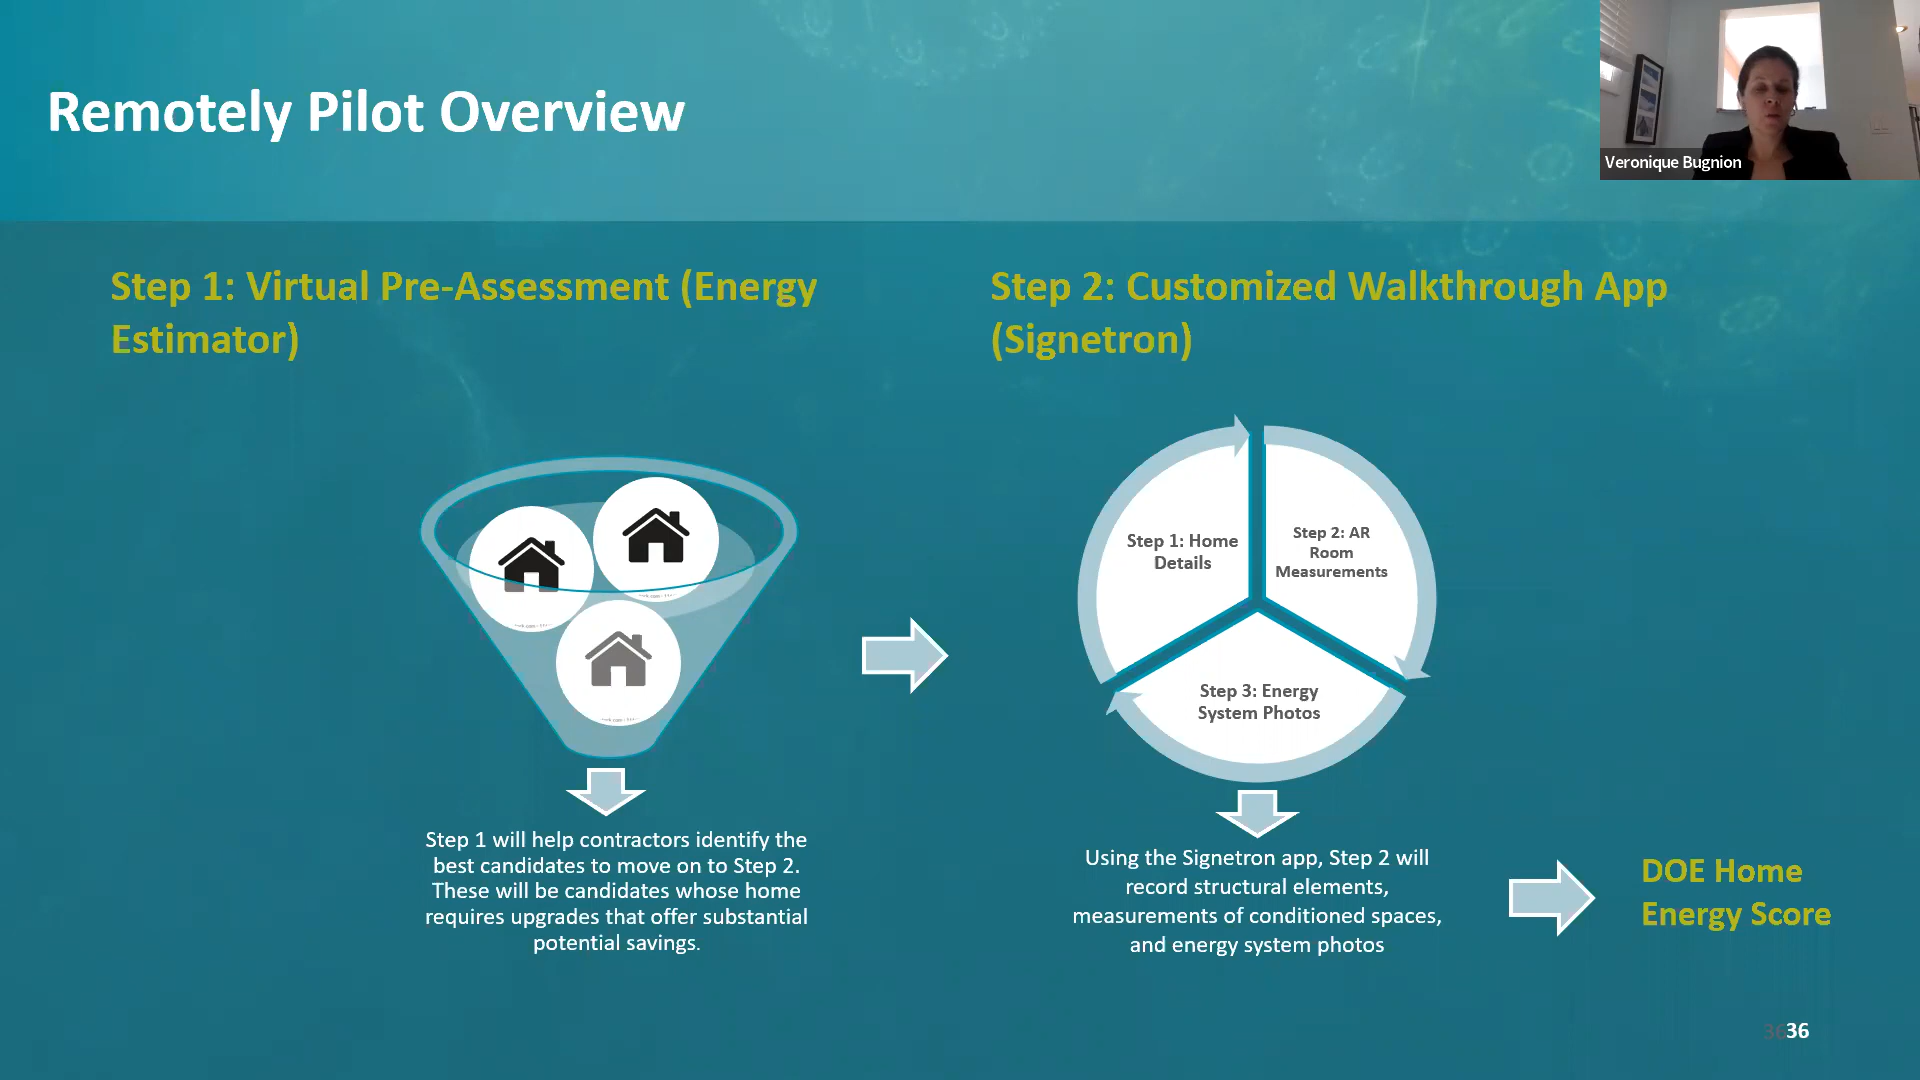 Remotely Pilot Overview
Veronique Bugnion
Step 1: Virtual Pre-Assessment (Energy
Estimator)
Step 2: Customized Walkthrough App
(Signetron)
Step 1: Home
Details
Step 2: AR
Room
Measurements
Step 3: Energy
System Photos
Step 1 will help contractors identify the
best candidates to move on to Step 2.
These will be candidates whose home
requires upgrades that offer substantial
potential savings.
Using the Signetron app, Step 2 will
record structural elements,
measurements of conditioned spaces,
and energy system photos
DOE Home
Energy Score
36
36